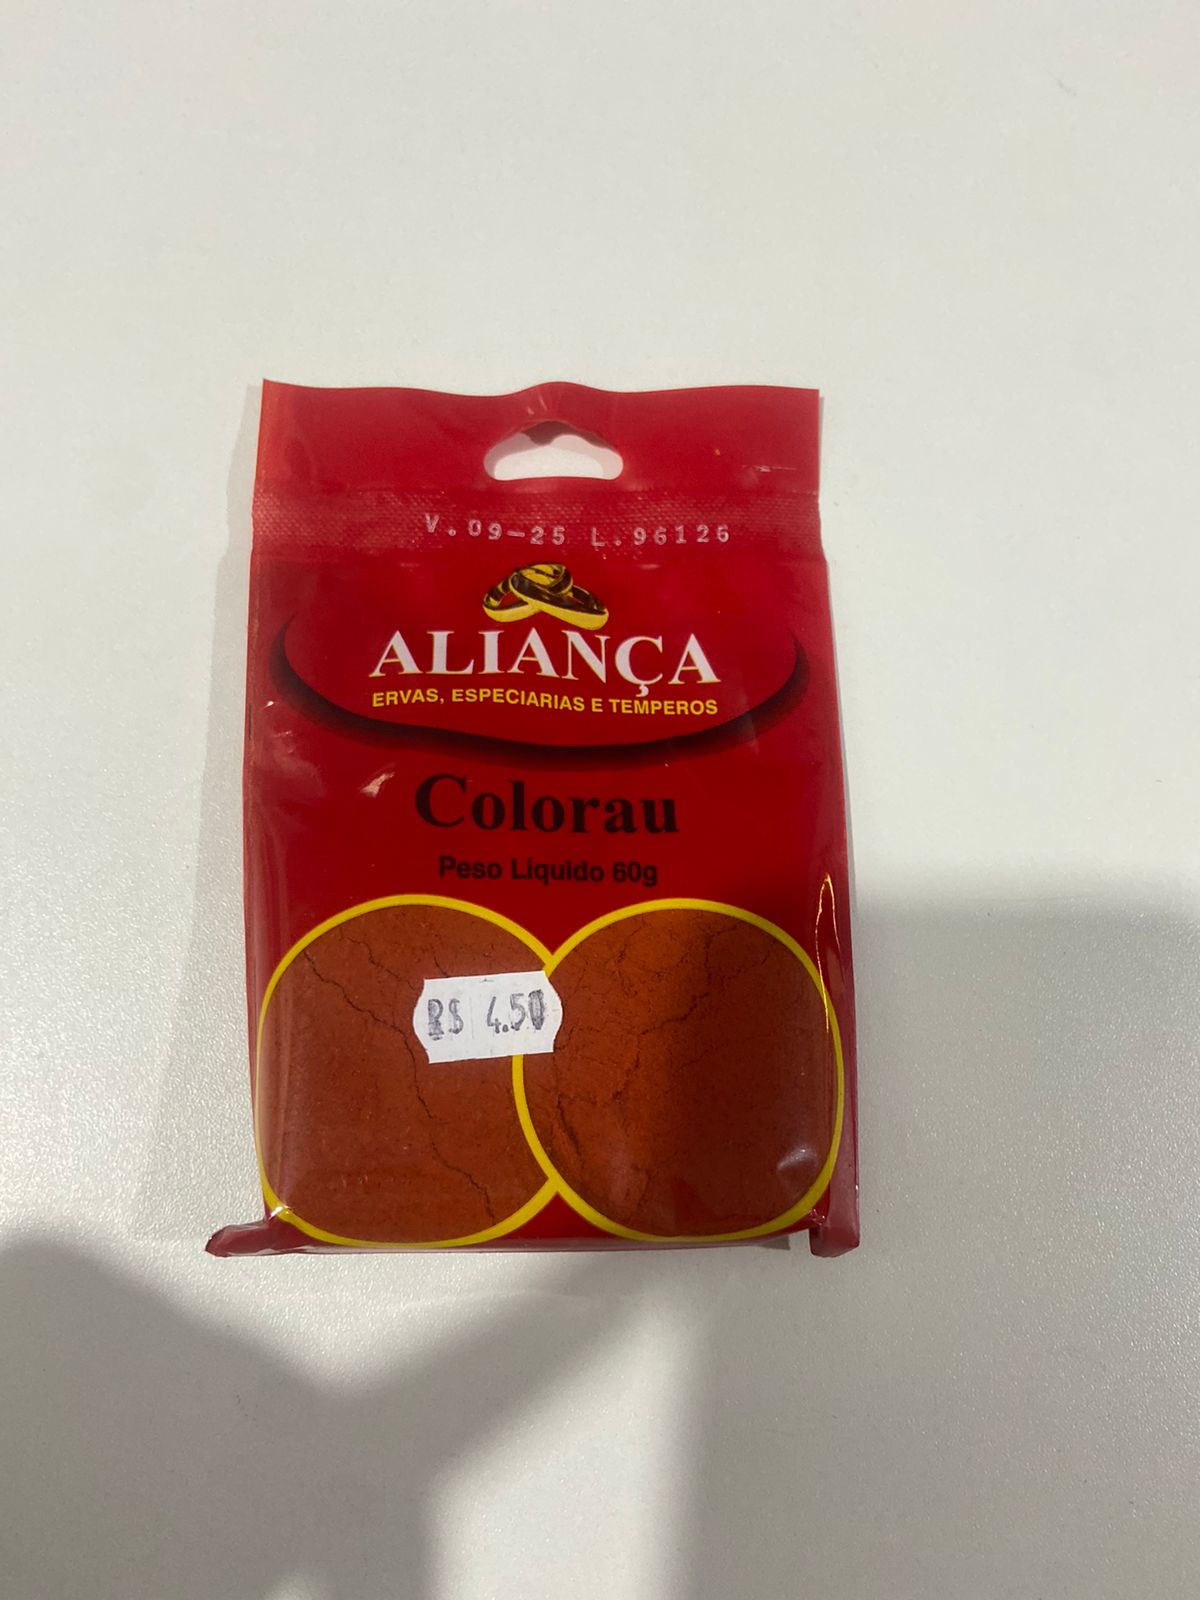 V.09-25 L.96126
ALIANÇA
ERVAS, ESPECIARIAS E TEMPEROS
Colorau
Peso Líquido 60g
R$ 4.50